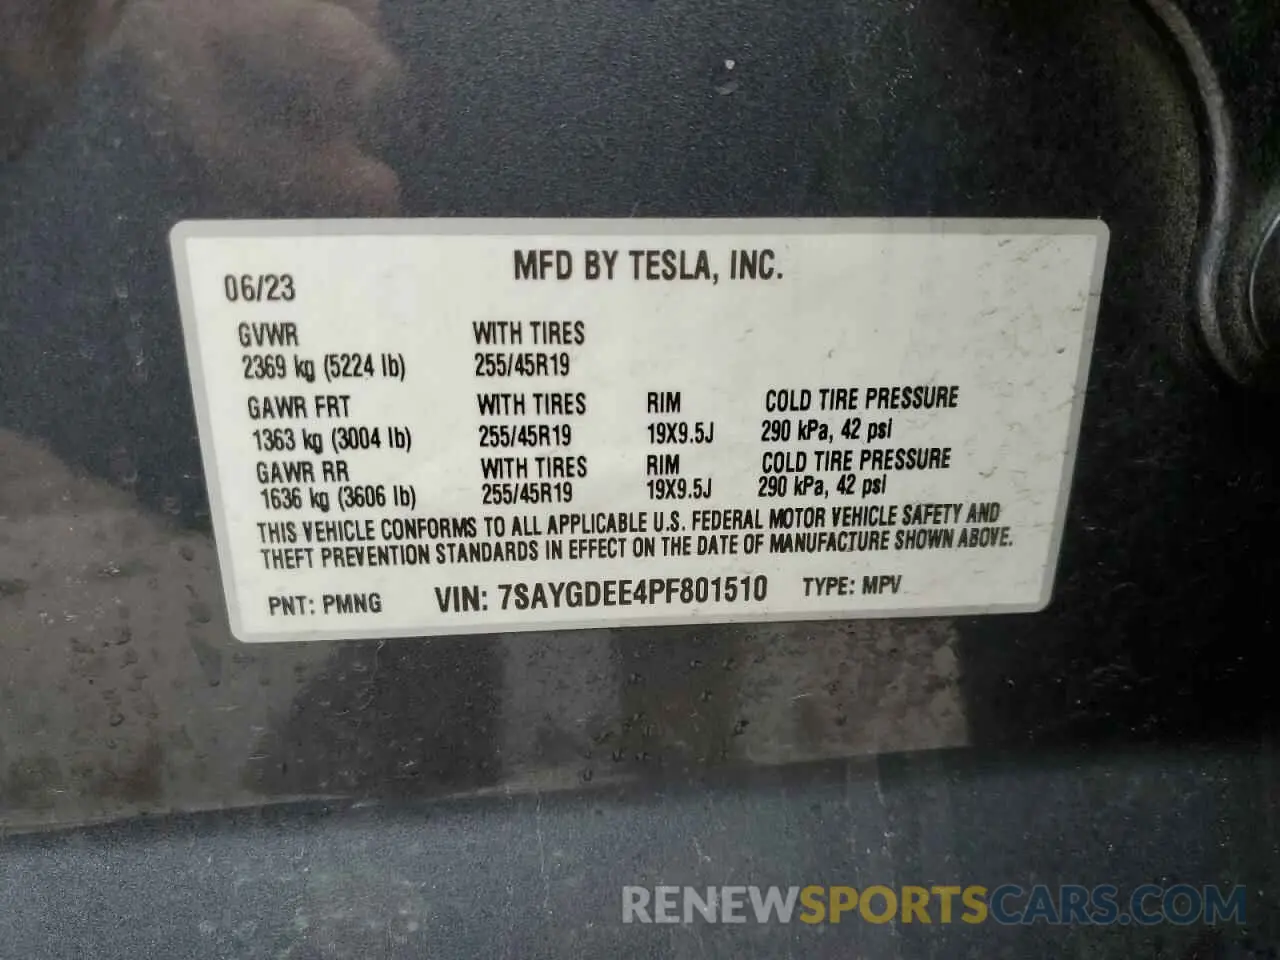 MFD BY TESLA, INC.
06/23
GVWR WITH TIRES
2369 kg (5224 lb) 255/45R19
GAWR FRT WITH TIRES RIM COLD TIRE PRESSURE
1363 kg (3004 lb) 255/45R19 19X9.5J 290 kPa, 42 psi
GAWR RR WITH TIRES RIM COLD TIRE PRESSURE
1636 kg (3606 lb) 255/45R19 19X9.5J 290 kPa, 42 psi
THIS VEHICLE CONFORMS TO ALL APPLICABLE U.S. FEDERAL MOTOR VEHICLE SAFETY AND
THEFT PREVENTION STANDARDS IN EFFECT ON THE DATE OF MANUFACTURE SHOWN ABOVE.
PNT: PMNG VIN: 7SAYGDEE4PF801510 TYPE: MPV
RENEWSPORTSCARS.COM